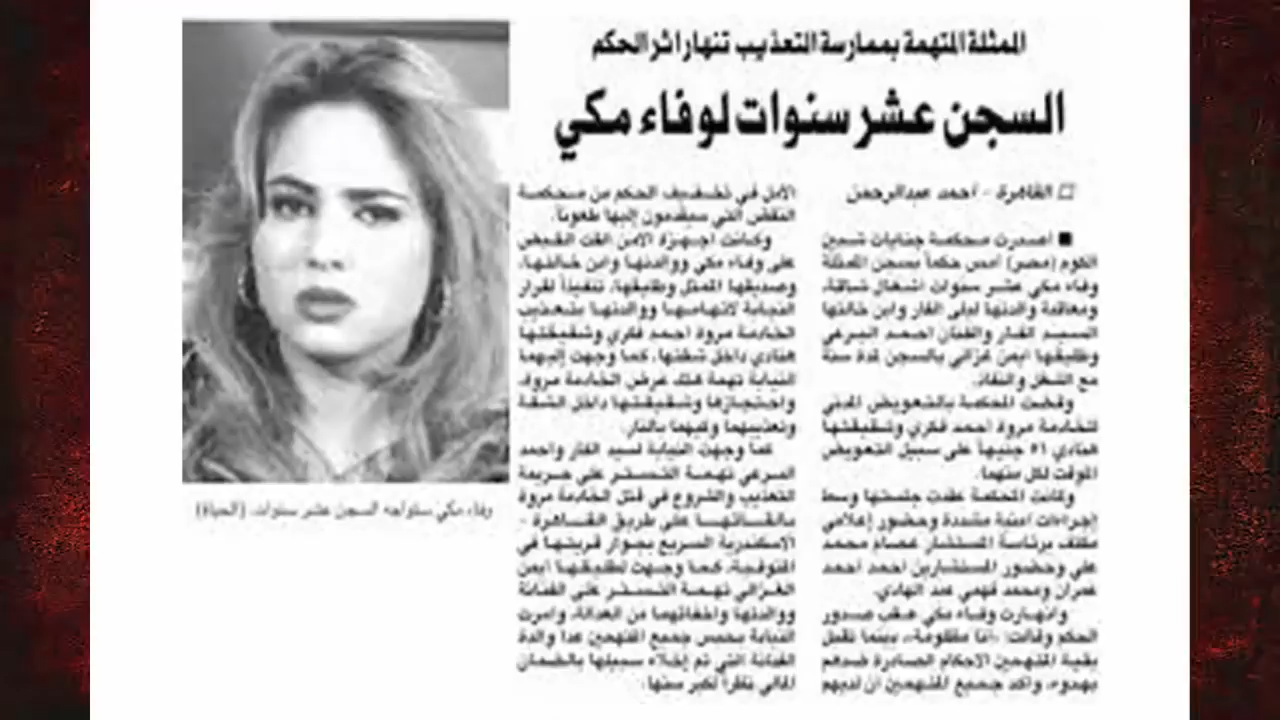 الممثلة المتهمة بممارسة التعذيب تنهار اثر الحكم
السجن عشر سنوات لوفاء مكي
□ القاهرة - أحمد عبدالرحمن
■ أصدرت محكمة جنايات شبين
الكوم (مصر) أمس حكماً بسجن الممثلة
وفاء مكي عشر سنوات اشغال شاقة،
ومعاقبة والدتها ليلى الفار وابن خالتها
السيد الفار والفنان احمد البرعي
وطليقها ايمن غزالي بالسجن لمدة سنة
مع الشغل والنفاذ.
وقضت المحكمة بالتعويض المدني
للخادمة مروة احمد فكري وشقيقتها
هنادي ٥١ جنيهاً على سبيل التعويض
الموقت لكل منهما.
وكانت المحكمة عقدت جلستها وسط
إجراءات امنية مشددة وحضور إعلامي
مكثف برئاسة المستشار عصام محمد
علي وحضور المستشارين احمد احمد
عمران ومحمد فهمي عبد الهادي.
وانهارت وفاء مكي عقب صدور
الحكم وقالت: «أنا مظلومة»، بينما تقبل
بقية المتهمين الاحكام الصادرة ضدهم
بهدوء، واكد جميع المتهمين ان لديهم
الأمل في تخفيف الحكم من محكمة
النقض التي سيقدمون إليها طعوناً.
وكانت اجهزة الامن القت القبض
على وفاء مكي ووالدتها وابن خالتها،
وصديقها الممثل وطليقها، تنفيذاً لقرار
النيابة لاتهامها ووالدتها بتعذيب
الخادمة مروة احمد فكري وشقيقتها
هنادي داخل شقتها، كما وجهت إليهما
النيابة تهمة هتك عرض الخادمة مروة،
واحتجازها وشقيقتها داخل الشقة
وتعذيبهما وكيهما بالنار.
كما وجهت النيابة لسيد الفار واحمد
البرعي تهمة التستر على جريمة
التعذيب والشروع في قتل الخادمة مروة
بالقائها على طريق القاهرة -
الاسكندرية السريع بجوار قريتها في
المنوفية، كما وجهت لطليقها ايمن
الغزالي تهمة التستر على الفنانة
ووالدتها واخفائهما من العدالة، وامرت
النيابة بحبس جميع المتهمين عدا والدة
الفنانة التي تم إخلاء سبيلها بالضمان
المالي نظراً لكبر سنها.
وفاء مكي ستواجه السجن عشر سنوات. (الحياة)